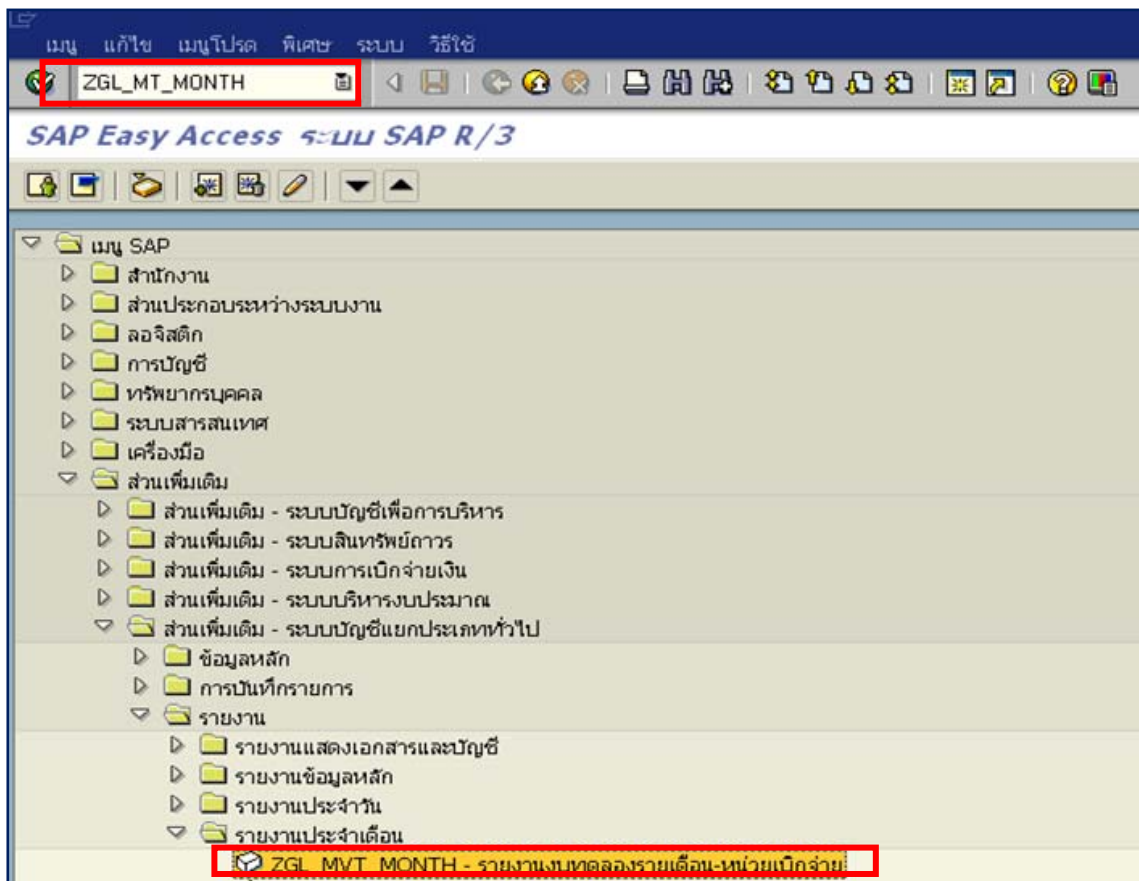 เมนู แก้ไข เมนูโปรด พิเศษ ระบบ วิธีใช้
ZGL_MT_MONTH
SAP Easy Access ระบบ SAP R/3
เมนู SAP
สำนักงาน
ส่วนประกอบระหว่างระบบงาน
ลอจิสติก
การบัญชี
ทรัพยากรบุคคล
ระบบสารสนเทศ
เครื่องมือ
ส่วนเพิ่มเติม
ส่วนเพิ่มเติม - ระบบบัญชีเพื่อการบริหาร
ส่วนเพิ่มเติม - ระบบสินทรัพย์ถาวร
ส่วนเพิ่มเติม - ระบบการเบิกจ่ายเงิน
ส่วนเพิ่มเติม - ระบบบริหารงบประมาณ
ส่วนเพิ่มเติม - ระบบบัญชีแยกประเภททั่วไป
ข้อมูลหลัก
การบันทึกรายการ
รายงาน
รายงานแสดงเอกสารและบัญชี
รายงานข้อมูลหลัก
รายงานประจำวัน
รายงานประจำเดือน
ZGL_MVT_MONTH - รายงานงบทดลองรายเดือน-หน่วยเบิกจ่าย